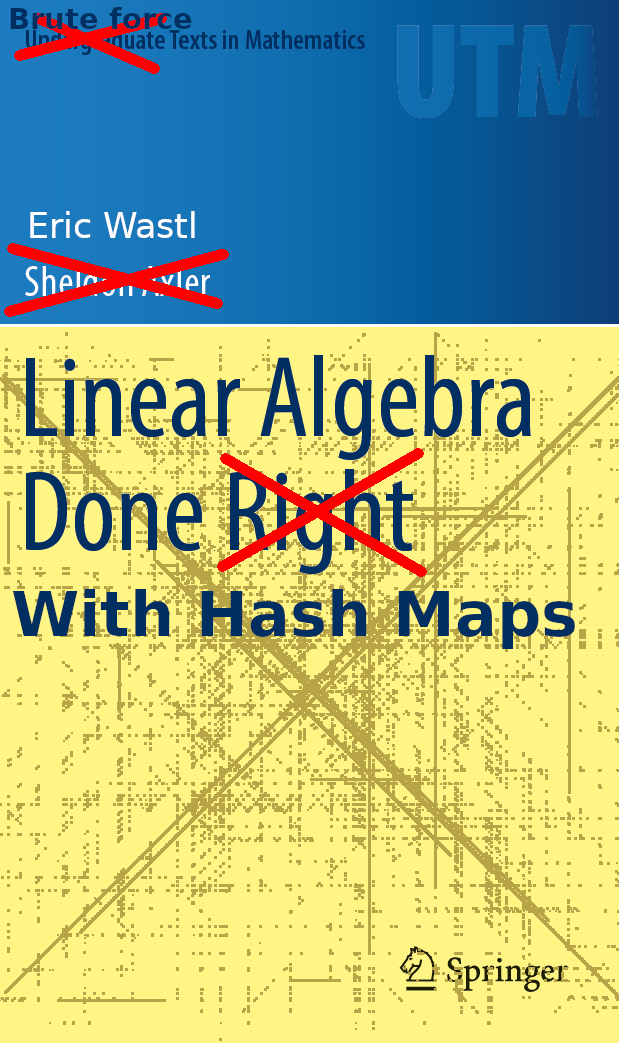 Brute force
Undergraduate Texts in Mathematics
UTM
Eric Wastl
Sheldon Axler
Linear Algebra
Done Right
With Hash Maps
Springer